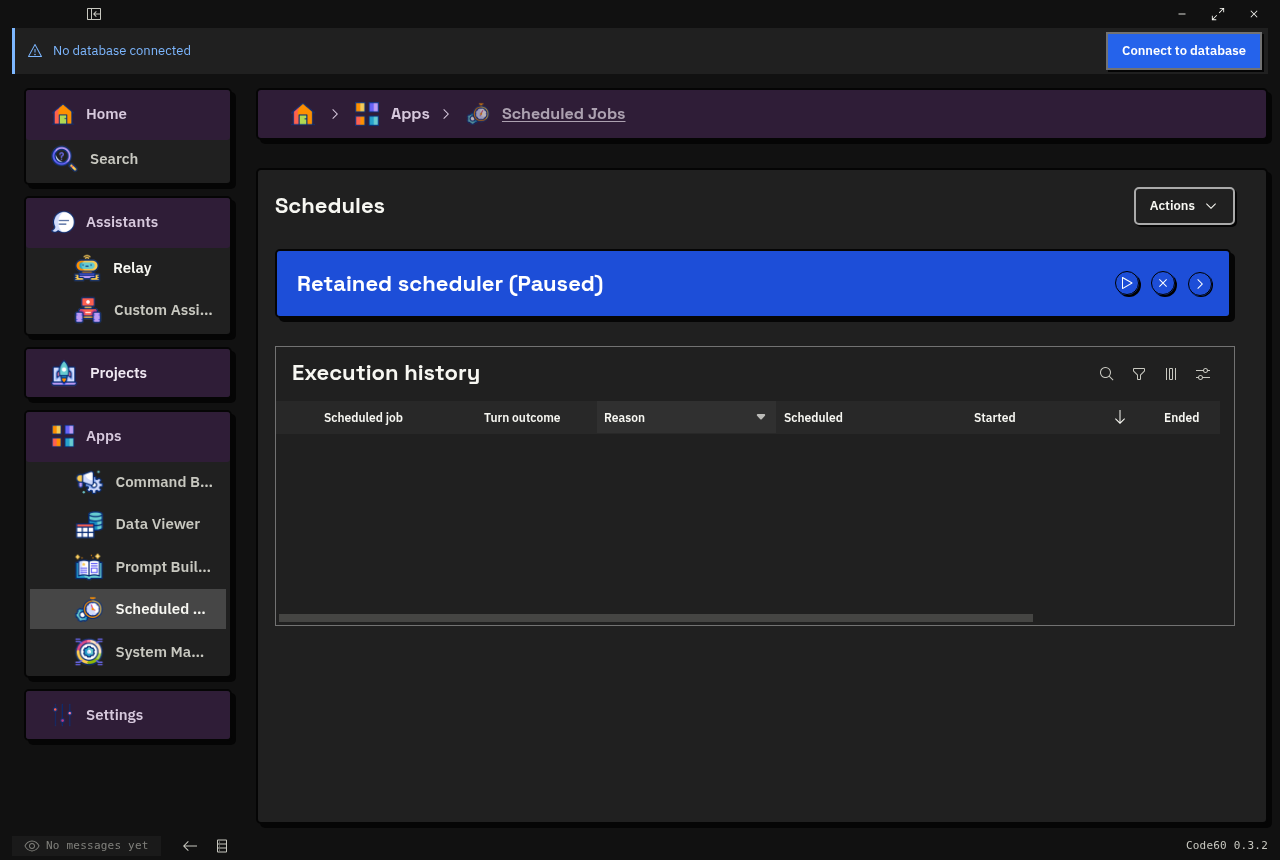 No database connected
Connect to database
Home
Search
Assistants
Relay
Custom Assi...
Projects
Apps
Command B...
Data Viewer
Prompt Buil...
Scheduled ...
System Ma...
Settings
Apps
Scheduled Jobs
Schedules
Actions
Retained scheduler (Paused)
Execution history
Scheduled job
Turn outcome
Reason
Scheduled
Started
Ended
No messages yet
Code60 0.3.2